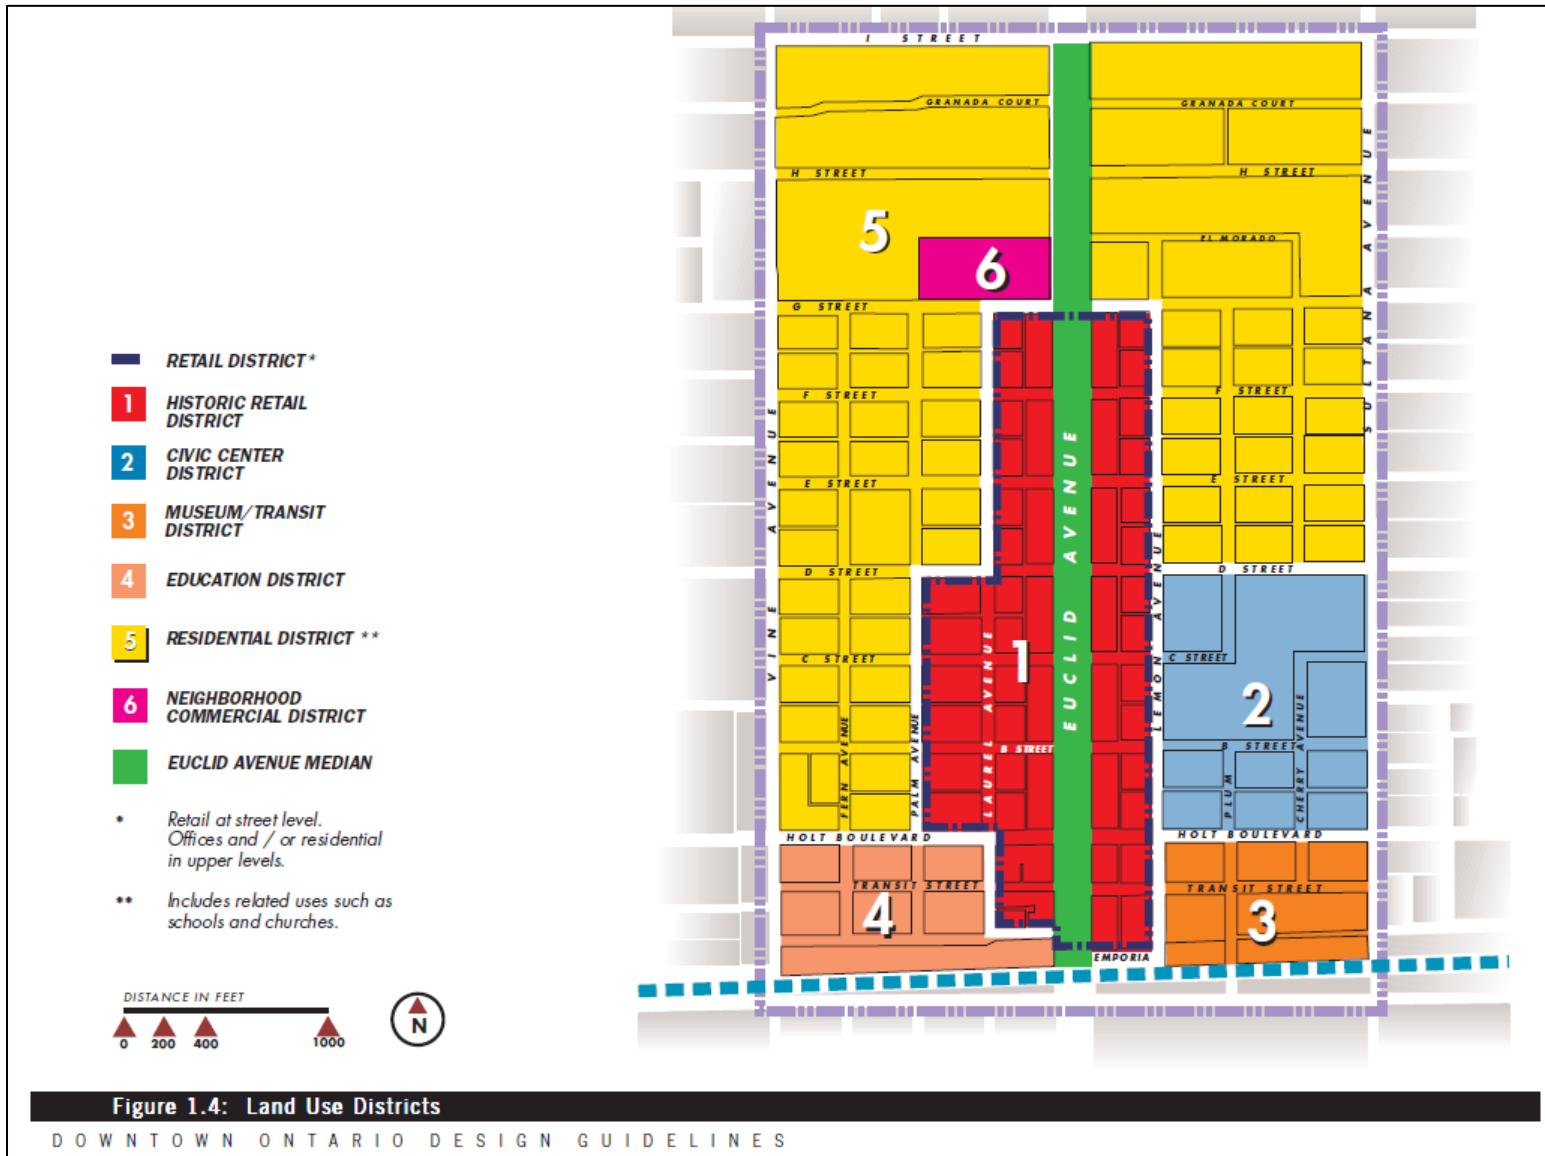 I STREET
GRANADA COURT
GRANADA COURT
H STREET
H STREET
SULTANA AVENUE
5
6
EL MORADO
G STREET
RETAIL DISTRICT *
1
HISTORIC RETAIL
DISTRICT
2
CIVIC CENTER
DISTRICT
3
MUSEUM/TRANSIT
DISTRICT
4
EDUCATION DISTRICT
5
RESIDENTIAL DISTRICT **
6
NEIGHBORHOOD
COMMERCIAL DISTRICT
EUCLID AVENUE MEDIAN
* Retail at street level.
Offices and / or residential
in upper levels.
** Includes related uses such as
schools and churches.
F STREET
F STREET
VINE AVENUE
EUCLID AVENUE
E STREET
E STREET
LEMON AVENUE
D STREET
D STREET
LAUREL AVENUE
1
C STREET
C STREET
2
FERN AVENUE
PALM AVENUE
B STREET
B STREET
PLUM
CHERRY AVENUE
HOLT BOULEVARD
HOLT BOULEVARD
TRANSIT STREET
TRANSIT STREET
4
3
EMPORIA
DISTANCE IN FEET
0 200 400 1000
N
Figure 1.4: Land Use Districts
DOWNTOWN ONTARIO DESIGN GUIDELINES